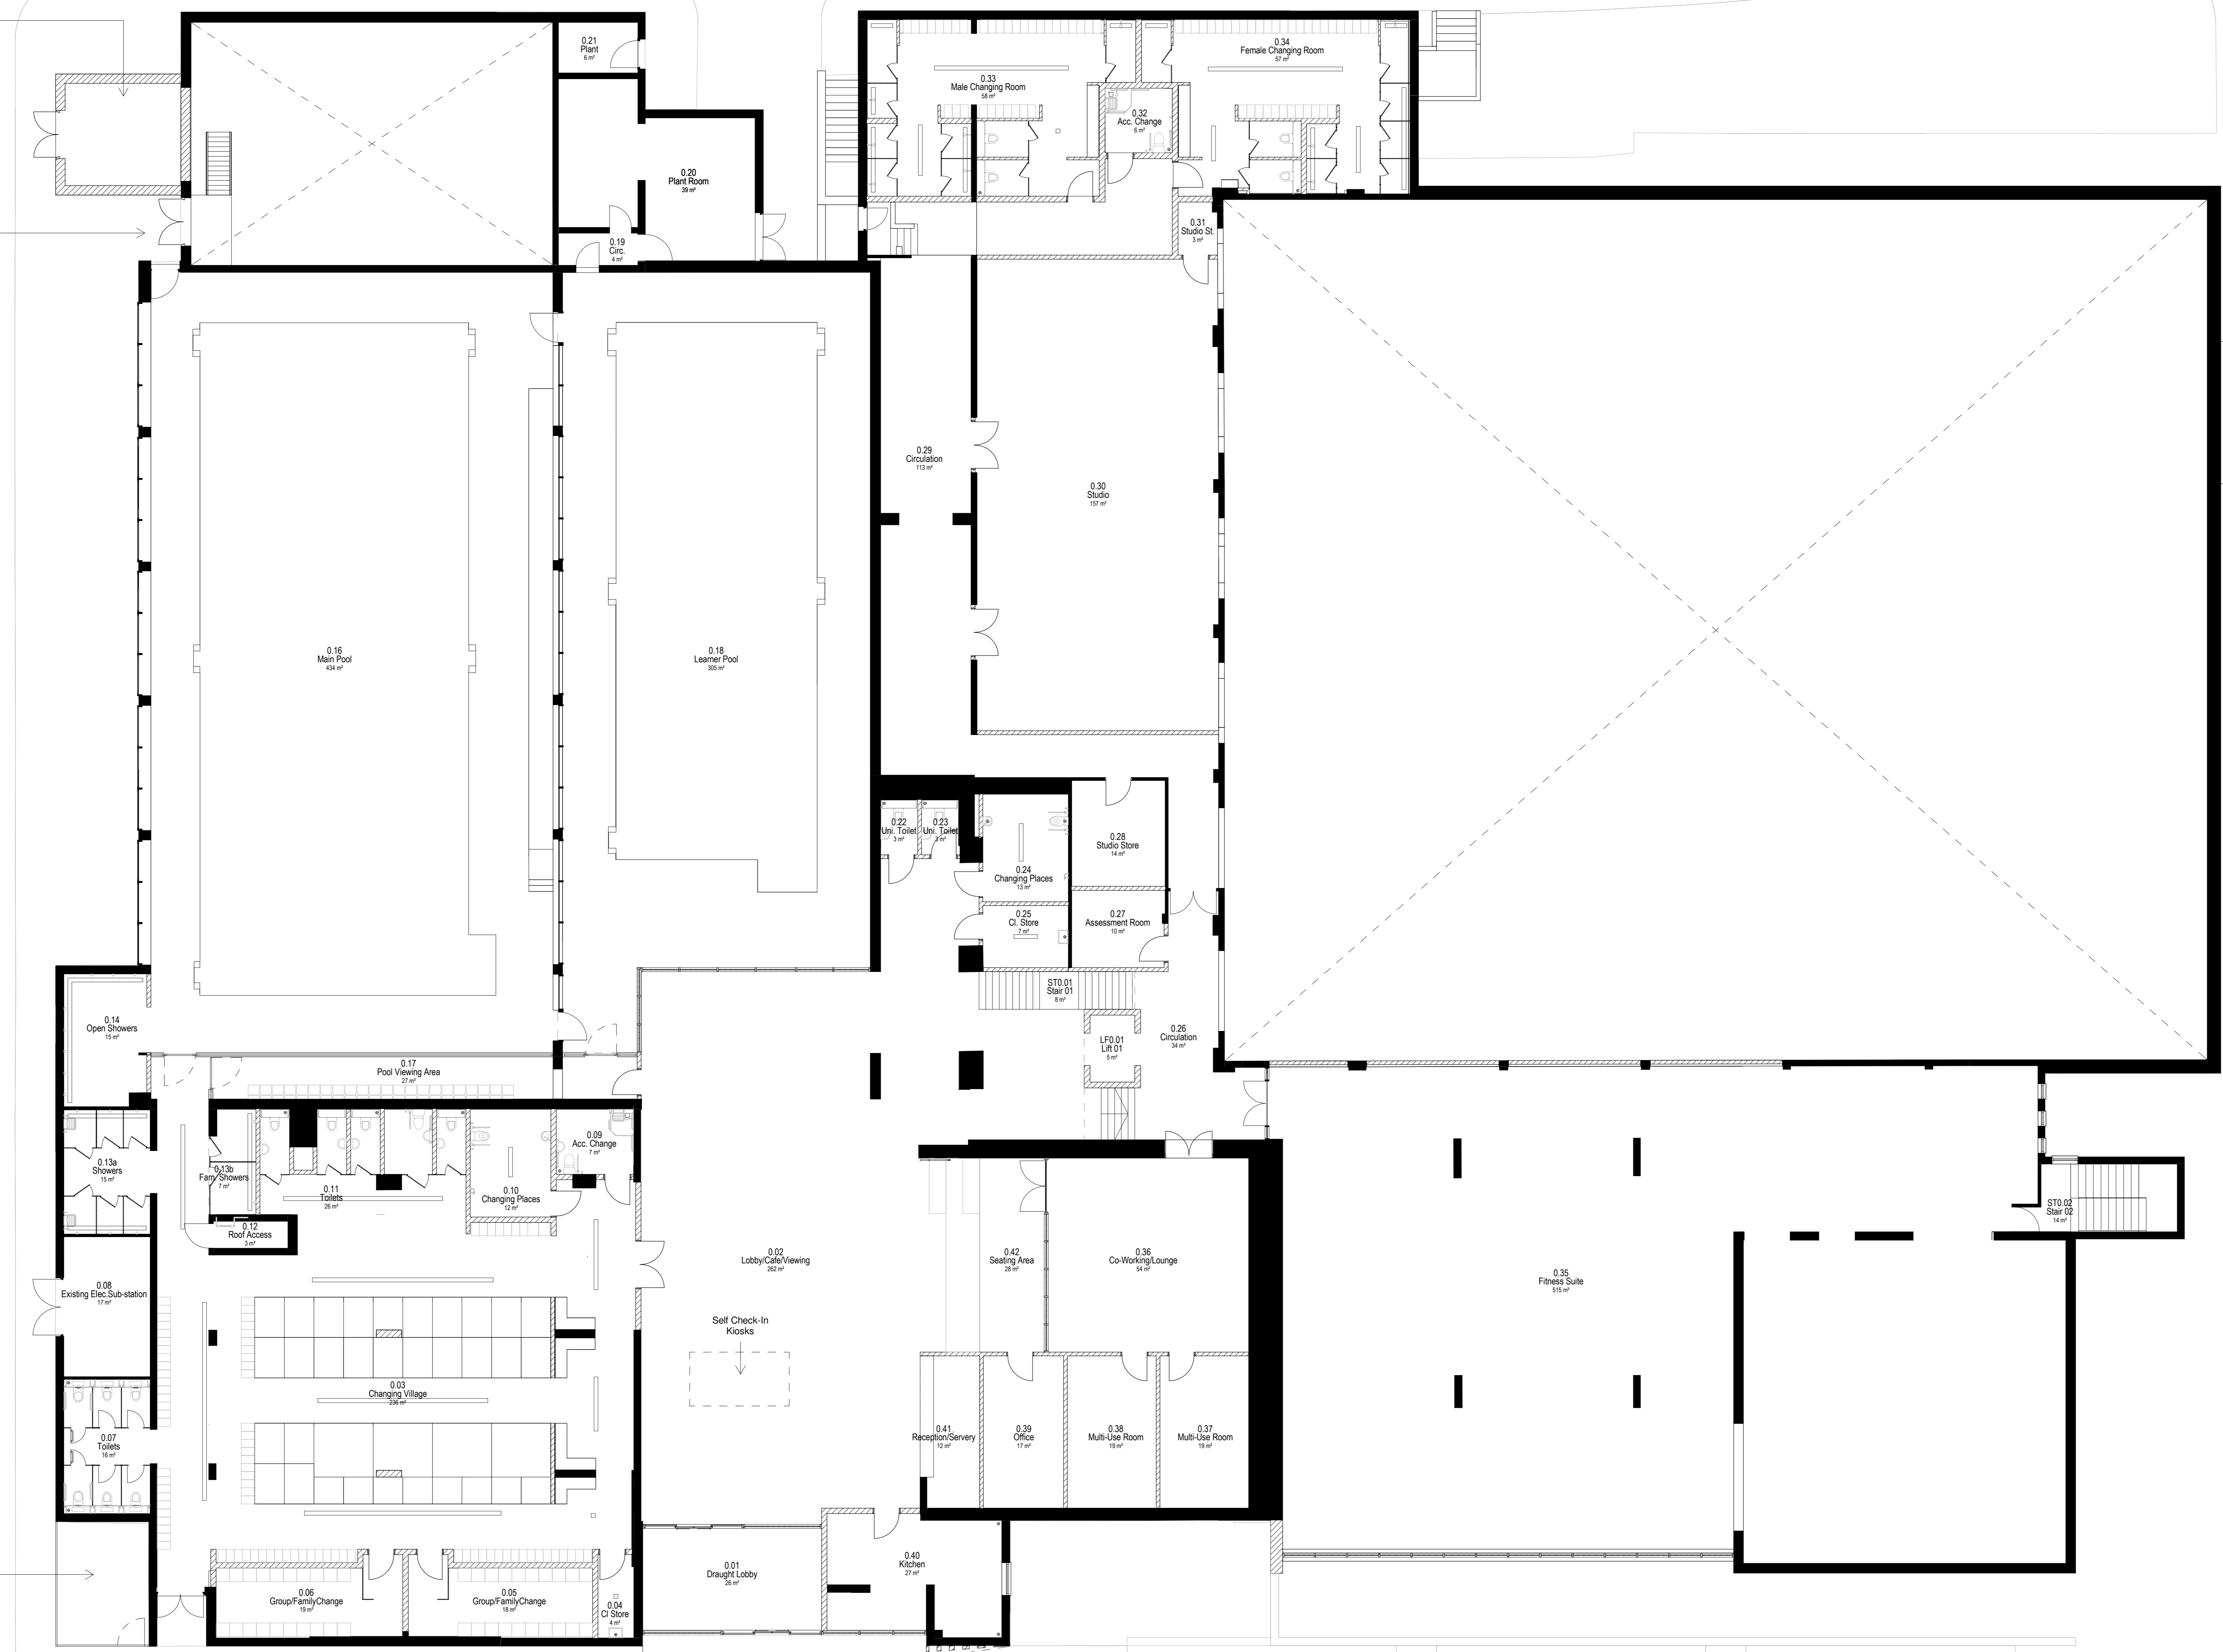 0.21
Plant
6 m²
0.34
Female Changing Room
57 m²
0.33
Male Changing Room
58 m²
0.32
Acc. Change
6 m²
0.20
Plant Room
39 m²
0.31
Studio St.
3 m²
0.19
Circ.
4 m²
0.29
Circulation
113 m²
0.30
Studio
157 m²
0.16
Main Pool
434 m²
0.18
Learner Pool
305 m²
0.22
Uni. Toilet
3 m²
0.23
Uni. Toilet
3 m²
0.28
Studio Store
14 m²
0.24
Changing Places
13 m²
0.25
Cl. Store
7 m²
0.27
Assessment Room
10 m²
ST0.01
Stair 01
8 m²
0.14
Open Showers
15 m²
0.26
Circulation
34 m²
LF0.01
Lift 01
5 m²
0.17
Pool Viewing Area
27 m²
0.09
Acc. Change
7 m²
0.13a
Showers
15 m²
0.13b
Fam. Showers
7 m²
0.11
Toilets
26 m²
0.10
Changing Places
12 m²
ST0.02
Stair 02
14 m²
0.12
Roof Access
3 m²
0.02
Lobby/Cafe/Viewing
262 m²
0.42
Seating Area
28 m²
0.36
Co-Working/Lounge
54 m²
0.35
Fitness Suite
515 m²
0.08
Existing Elec.Sub-station
17 m²
Self Check-In
Kiosks
0.03
Changing Village
236 m²
0.07
Toilets
16 m²
0.41
Reception/Servery
12 m²
0.39
Office
17 m²
0.38
Multi-Use Room
19 m²
0.37
Multi-Use Room
19 m²
0.40
Kitchen
27 m²
0.01
Draught Lobby
26 m²
0.06
Group/FamilyChange
19 m²
0.05
Group/FamilyChange
18 m²
0.04
Cl Store
4 m²